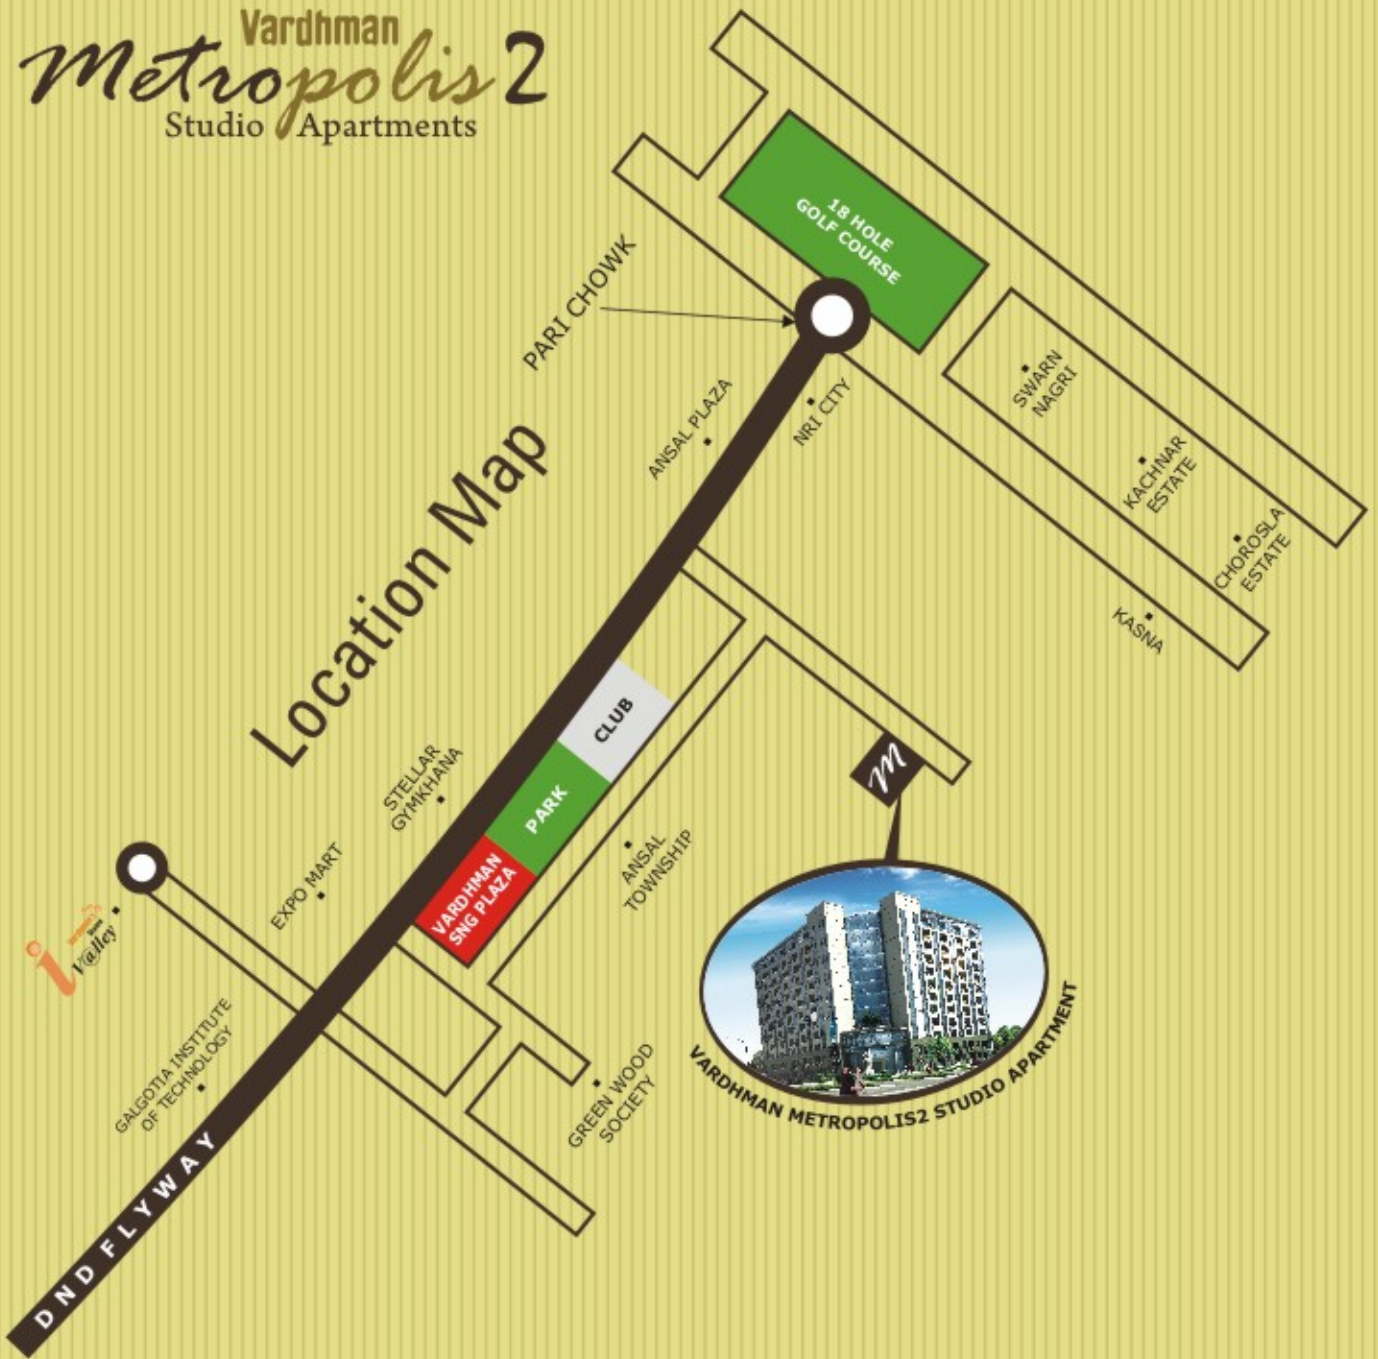 Vardhman
Metropolis 2
Studio Apartments
18 HOLE
GOLF COURSE
PARI CHOWK
SWARN
NAGRI
ANSAL PLAZA
NRI CITY
KACHNAR
ESTATE
CHOROSLA
ESTATE
KASNA
Location Map
CLUB
STELLAR
GYMKHANA
PARK
M
EXPO MART
VARDHMAN
SNG PLAZA
ANSAL
TOWNSHIP
i
V@lley
GALGOTIA INSTITUTE
OF TECHNOLOGY
GREEN WOOD
SOCIETY
VARDHMAN METROPOLIS2 STUDIO APARTMENT
DND FLYWAY